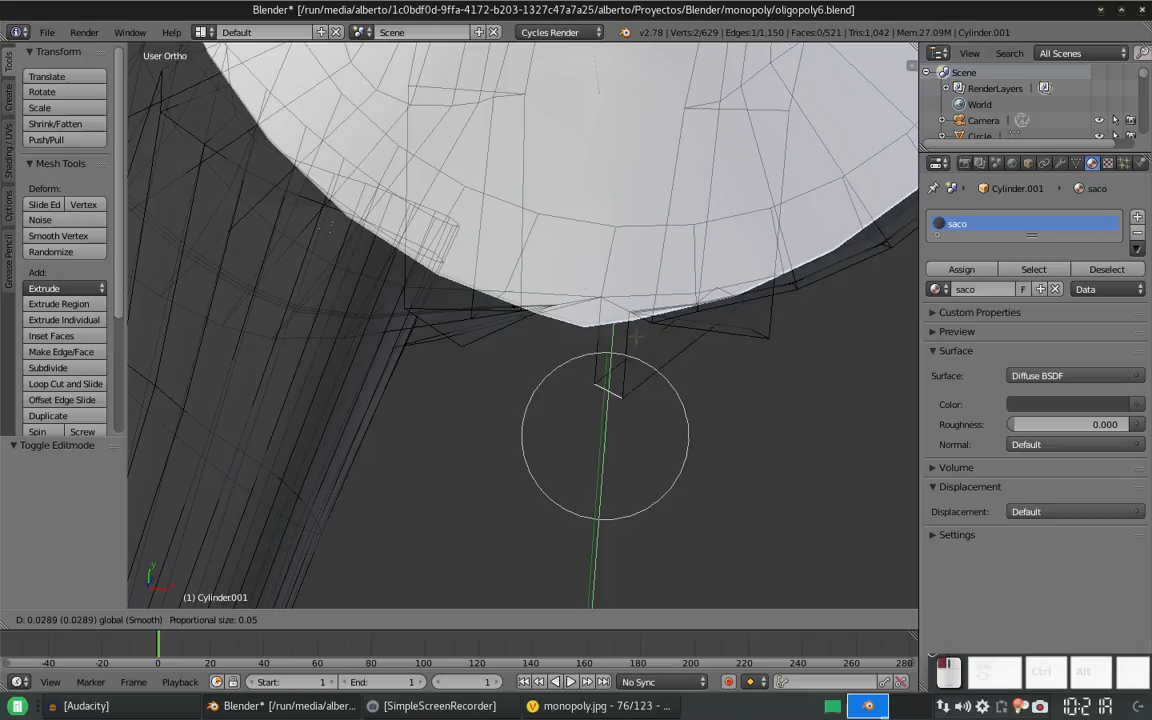 Blender* [/run/media/alberto/1c0bdf0d-9ffa-4172-b203-1327c47a7a25/alberto/Proyectos/Blender/monopoly/oligopoly6.blend]
File Render Window Help Default Scene Cycles Render v2.78 | Verts:2/629 | Edges:1/1,150 | Faces:0/521 | Tris:1,042 | Mem:27.09M | Cylinder.001
Tools
Create
Shading / UVs
Options
Grease Pencil
Transform
Translate
Rotate
Scale
Shrink/Fatten
Push/Pull
Mesh Tools
Deform:
Slide Ed Vertex
Noise
Smooth Vertex
Randomize
Add:
Extrude
Extrude Region
Extrude Individual
Inset Faces
Make Edge/Face
Subdivide
Loop Cut and Slide
Offset Edge Slide
Duplicate
Spin Screw
Toggle Editmode
User Ortho
(1) Cylinder.001
D: 0.0289 (0.0289) global (Smooth) Proportional size: 0.05
View Search All Scenes
Scene
RenderLayers
World
Camera
Circle
Cylinder.001 saco
saco
Assign Select Deselect
saco F Data
Custom Properties
Preview
Surface
Surface: Diffuse BSDF
Color:
Roughness: 0.000
Normal: Default
Volume
Displacement
Displacement: Default
Settings
Ctrl Alt
-40 -20 0 20 40 60 80 100 120 140 160 180 200 220 240 260 280
View Marker Frame Playback Start: 1 End: 1 1 No Sync
[Audacity] Blender* [/run/media/alber... [SimpleScreenRecorder] monopoly.jpg - 76/123 - ...